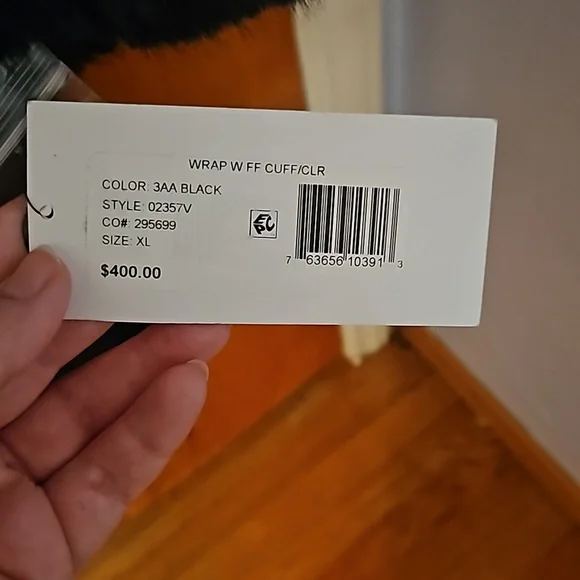 WRAP W FF CUFF/CLR
COLOR: 3AA BLACK
STYLE: 02357V
CO#: 295699
SIZE: XL
$400.00
EPC
7 63656 10391 3